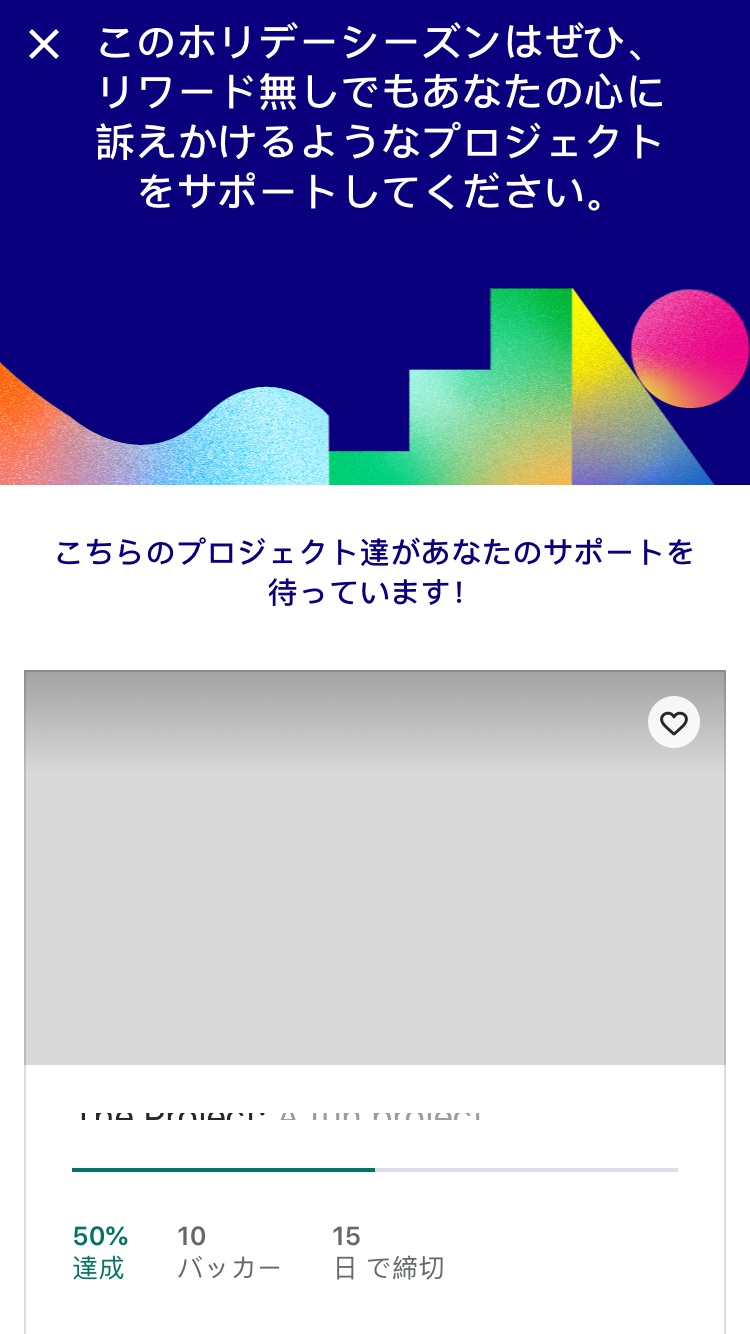 このホリデーシーズンはぜひ、
リワード無しでもあなたの心に
訴えかけるようなプロジェクト
をサポートしてください。
こちらのプロジェクト達があなたのサポートを
待っています!
The Project: A fun project
50%
10
15
達成
バッカー
日 で締切